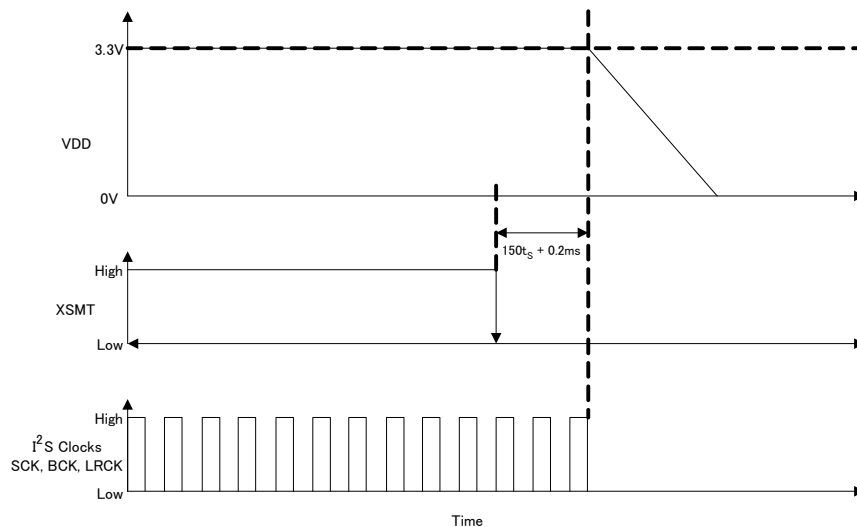 3.3V
VDD
0V
150tS + 0.2ms
High
XSMT
Low
High
I2S Clocks
SCK, BCK, LRCK
Low
Time